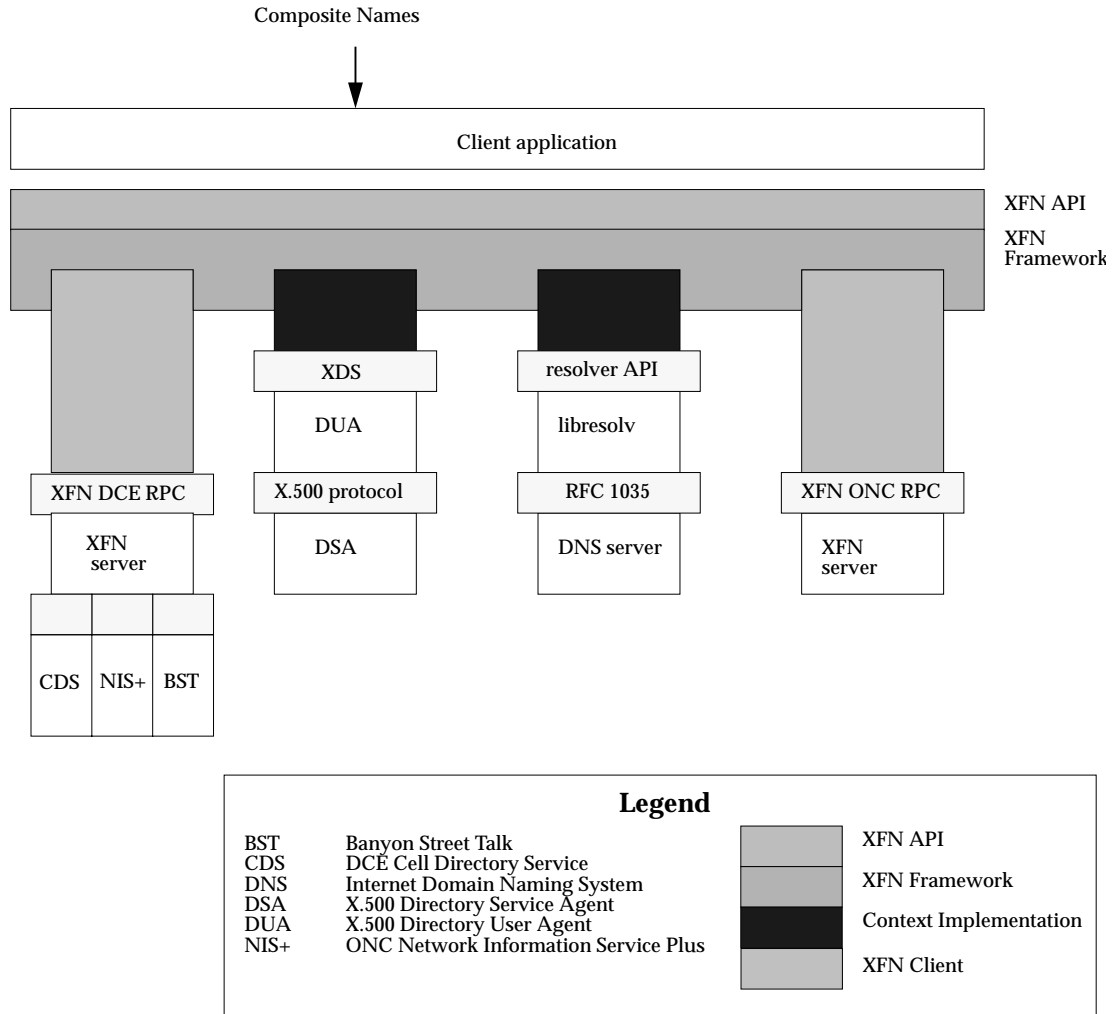 Composite Names
Client application
XFN API
XFN
Framework
XDS
resolver API
DUA
libresolv
XFN DCE RPC
X.500 protocol
RFC 1035
XFN ONC RPC
XFN
server
DSA
DNS server
XFN
server
CDS
NIS+
BST
Legend
BST Banyon Street Talk
CDS DCE Cell Directory Service
DNS Internet Domain Naming System
DSA X.500 Directory Service Agent
DUA X.500 Directory User Agent
NIS+ ONC Network Information Service Plus
XFN API
XFN Framework
Context Implementation
XFN Client